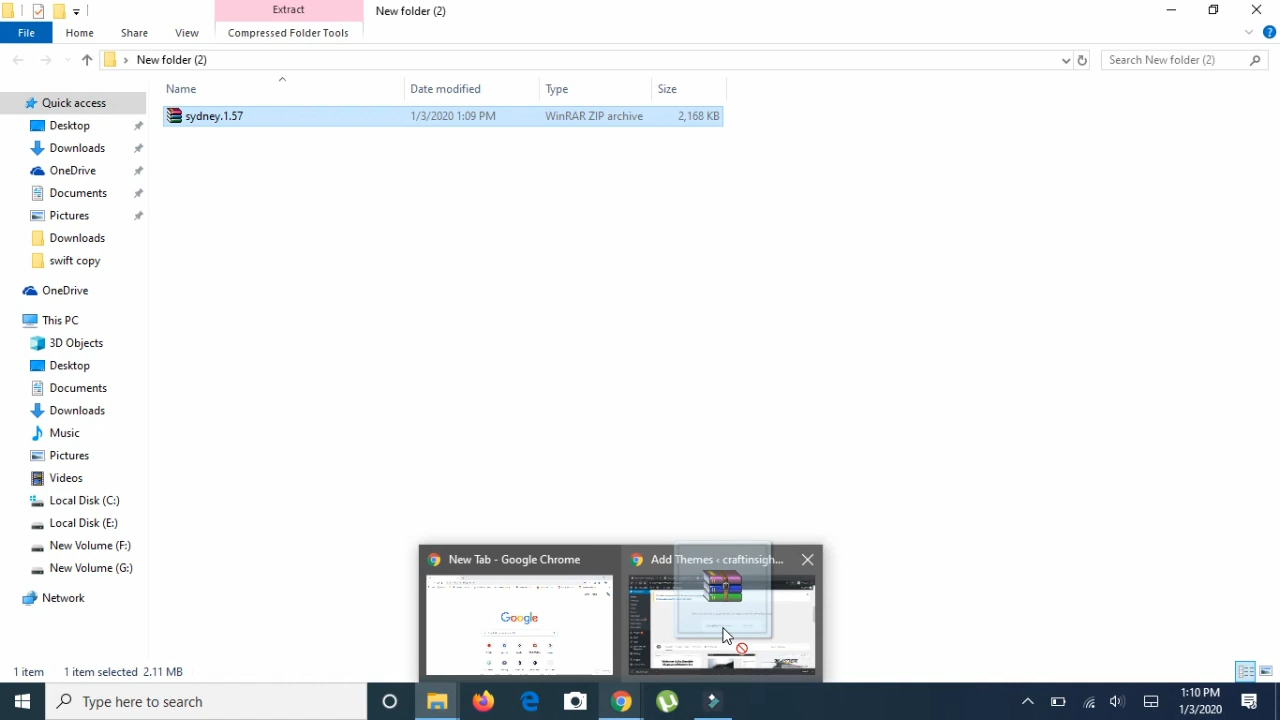 Extract
New folder (2)
File
Home
Share
View
Compressed Folder Tools
New folder (2)
Search New folder (2)
Name
Date modified
Type
Size
sydney.1.57
1/3/2020 1:09 PM
WinRAR ZIP archive
2,168 KB
Quick access
Desktop
Downloads
OneDrive
Documents
Pictures
Downloads
swift copy
OneDrive
This PC
3D Objects
Desktop
Documents
Downloads
Music
Pictures
Videos
Local Disk (C:)
Local Disk (E:)
New Volume (F:)
New Volume (G:)
Network
New Tab - Google Chrome
Add Themes ‹ craftinsigh...
Google
1 item
2.11 MB
Type here to search
1:10 PM
1/3/2020